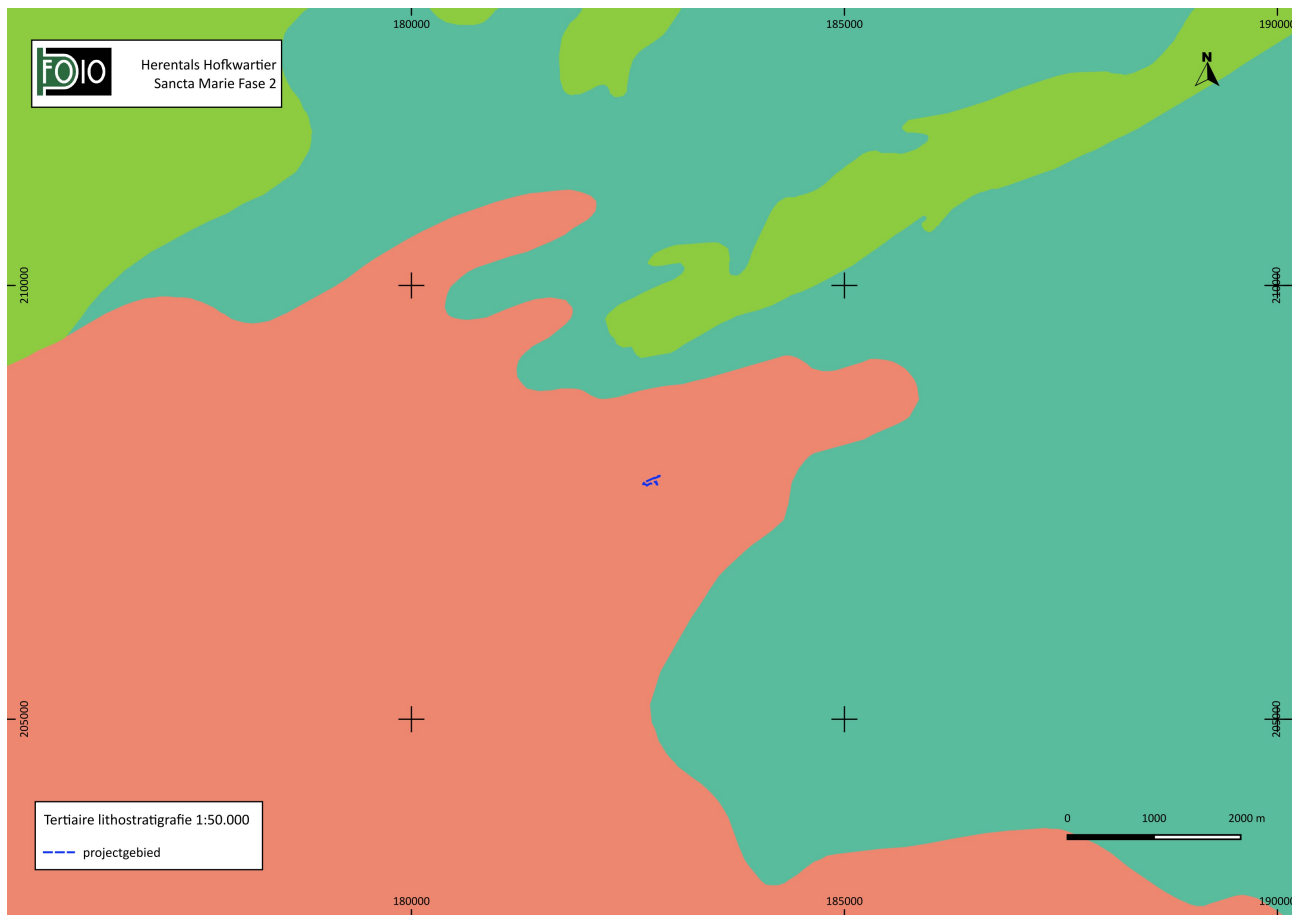 180000
185000
190000
FODIO
Herentals Hofkwartier
Sancta Marie Fase 2
N
210000
210000
205000
205000
Tertiaire lithostratigrafie 1:50.000
projectgebied
0 1000 2000 m
180000
185000
190000